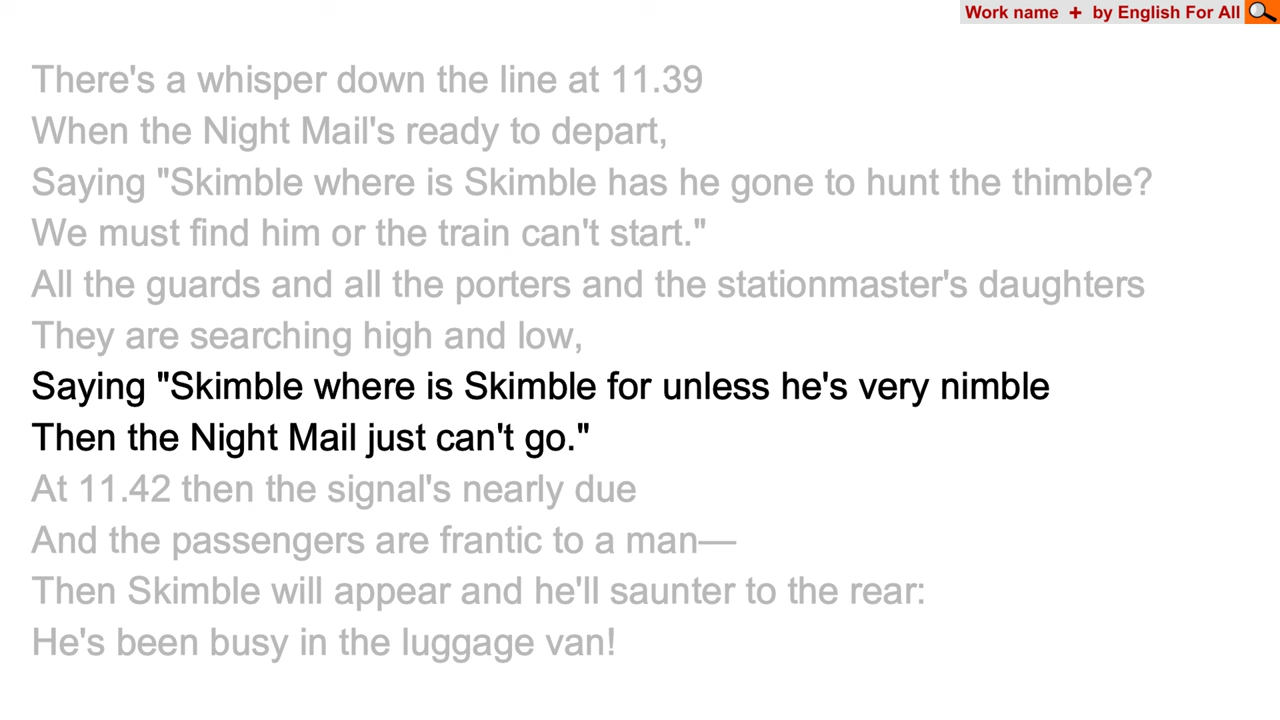 Work name + by English For All
There's a whisper down the line at 11.39
When the Night Mail's ready to depart,
Saying "Skimble where is Skimble has he gone to hunt the thimble?
We must find him or the train can't start."
All the guards and all the porters and the stationmaster's daughters
They are searching high and low,
Saying "Skimble where is Skimble for unless he's very nimble
Then the Night Mail just can't go."
At 11.42 then the signal's nearly due
And the passengers are frantic to a man—
Then Skimble will appear and he'll saunter to the rear:
He's been busy in the luggage van!